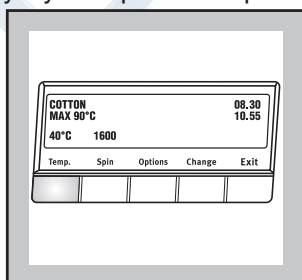 COTTON 08.30
MAX 90°C 10.55
40°C 1600
Temp. Spin Options Change Exit